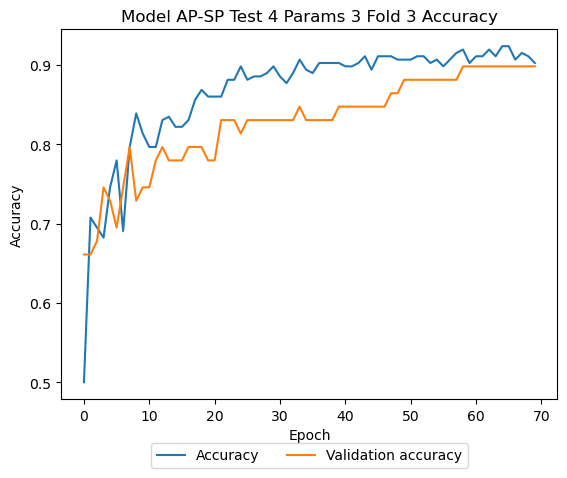 Model AP-SP Test 4 Params 3 Fold 3 Accuracy
Accuracy
0.9
0.8
0.7
0.6
0.5
0 10 20 30 40 50 60 70
Epoch
Accuracy Validation accuracy